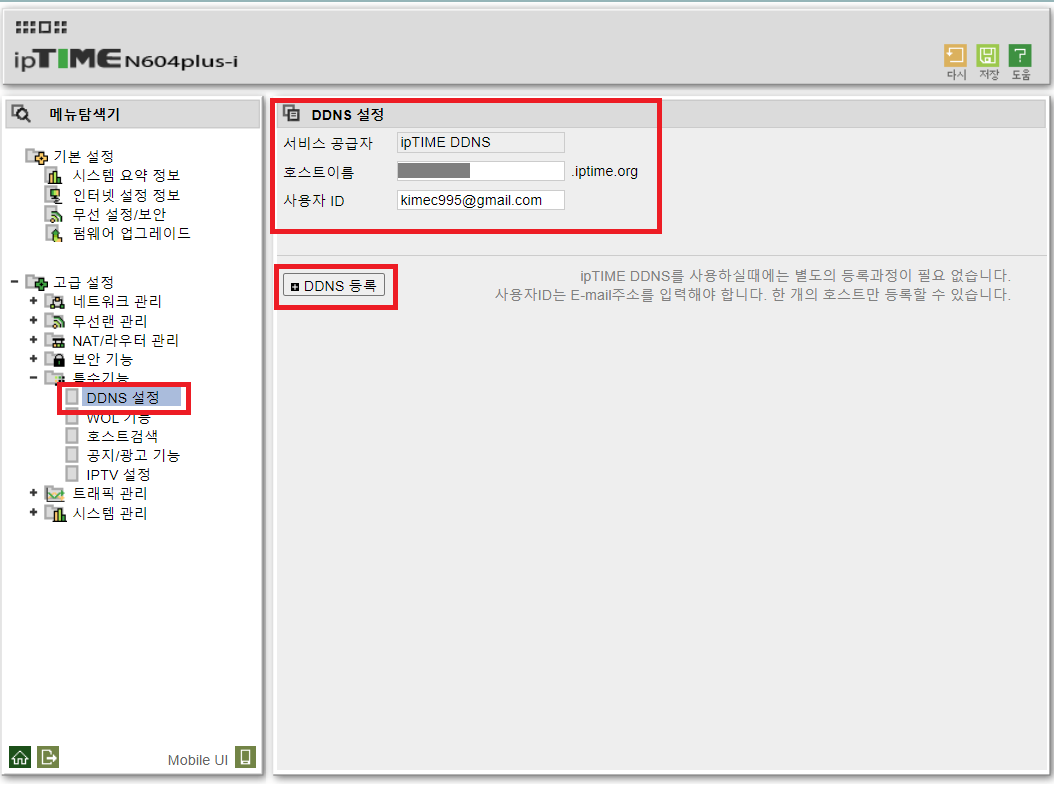 ipTIME N604plus-i
다시 저장 도움
메뉴탐색기
기본 설정
시스템 요약 정보
인터넷 설정 정보
무선 설정/보안
펌웨어 업그레이드
고급 설정
네트워크 관리
무선랜 관리
NAT/라우터 관리
보안 기능
특수기능
DDNS 설정
WOL 기능
호스트검색
공지/광고 기능
IPTV 설정
트래픽 관리
시스템 관리
Mobile UI
DDNS 설정
서비스 공급자 ipTIME DDNS
호스트이름 .iptime.org
사용자 ID kimec995@gmail.com
DDNS 등록
ipTIME DDNS를 사용하실때에는 별도의 등록과정이 필요 없습니다.
사용자ID는 E-mail주소를 입력해야 합니다. 한 개의 호스트만 등록할 수 있습니다.